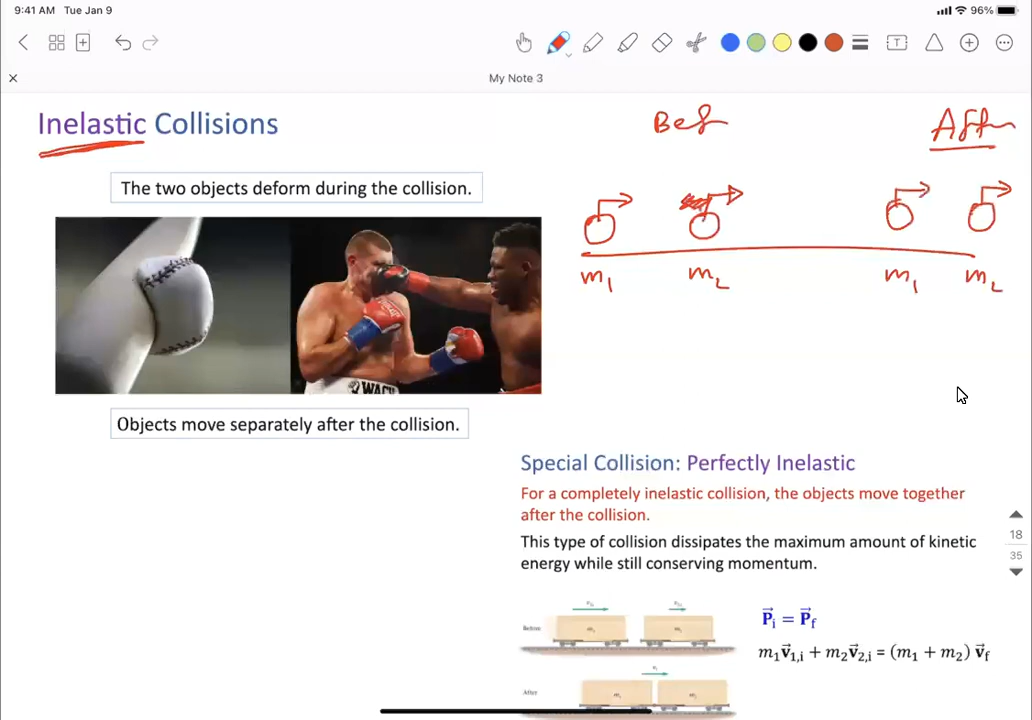 9:41 AM Tue Jan 9
96%
My Note 3
Inelastic Collisions
Bef
The two objects deform during the collision.
m₁ m₂ m₁ m₂
WACH
Objects move separately after the collision.
Special Collision: Perfectly Inelastic
For a completely inelastic collision, the objects move together
after the collision.
This type of collision dissipates the maximum amount of kinetic
energy while still conserving momentum.
18
35
Before
P⃗i = P⃗f
m₁v⃗1,i + m₂v⃗2,i = (m₁ + m₂) v⃗f
After